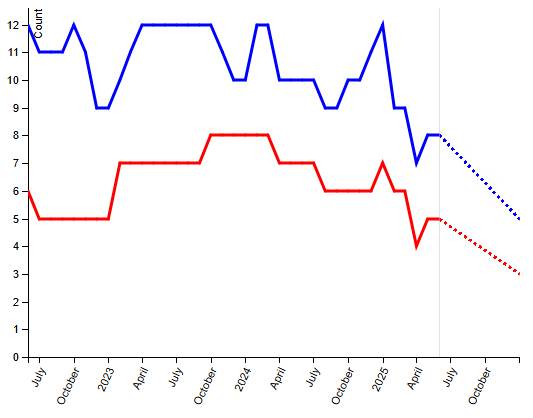 Count
12
11
10
9
8
7
6
5
4
3
2
1
0
July
October
2023
April
July
October
2024
April
July
October
2025
April
July
October